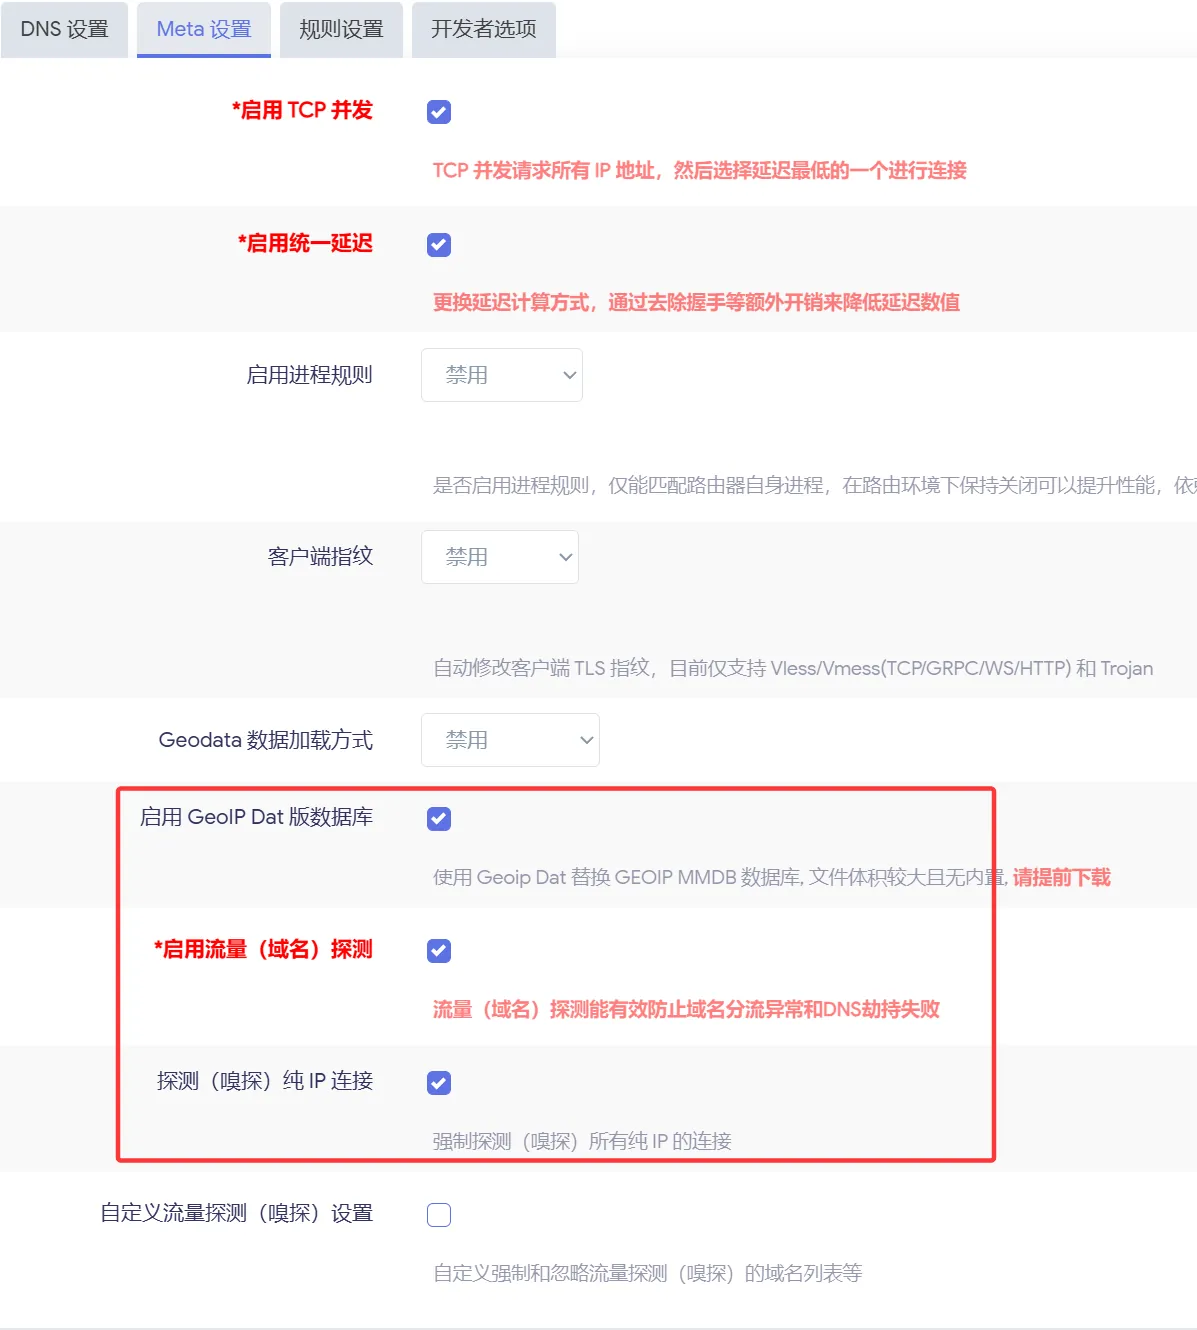 DNS 设置 Meta 设置 规则设置 开发者选项
*启用 TCP 并发
TCP 并发请求所有 IP 地址，然后选择延迟最低的一个进行连接
*启用统一延迟
更换延迟计算方式，通过去除握手等额外开销来降低延迟数值
启用进程规则 禁用
是否启用进程规则，仅能匹配路由器自身进程，在路由环境下保持关闭可以提升性能，依
客户端指纹 禁用
自动修改客户端 TLS 指纹，目前仅支持 Vless/Vmess(TCP/GRPC/WS/HTTP) 和 Trojan
Geodata 数据加载方式 禁用
启用 GeoIP Dat 版数据库
使用 Geoip Dat 替换 GEOIP MMDB 数据库, 文件体积较大且无内置, 请提前下载
*启用流量（域名）探测
流量（域名）探测能有效防止域名分流异常和DNS劫持失败
探测（嗅探）纯 IP 连接
强制探测（嗅探）所有纯 IP 的连接
自定义流量探测（嗅探）设置
自定义强制和忽略流量探测（嗅探）的域名列表等